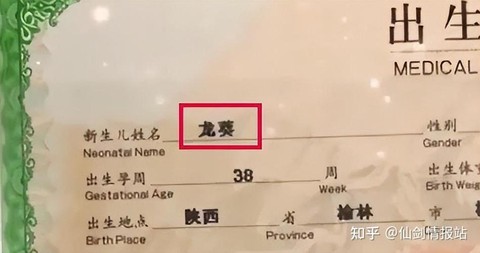 出生
MEDICAL
新生儿姓名 龙葵 性别
Neonatal Name Gender
出生孕周 38 周 出生体
Gestational Age Week Birth Weig
出生地点 陕西 省 榆林 市
Birth Place Province C
知乎 @仙剑情报站